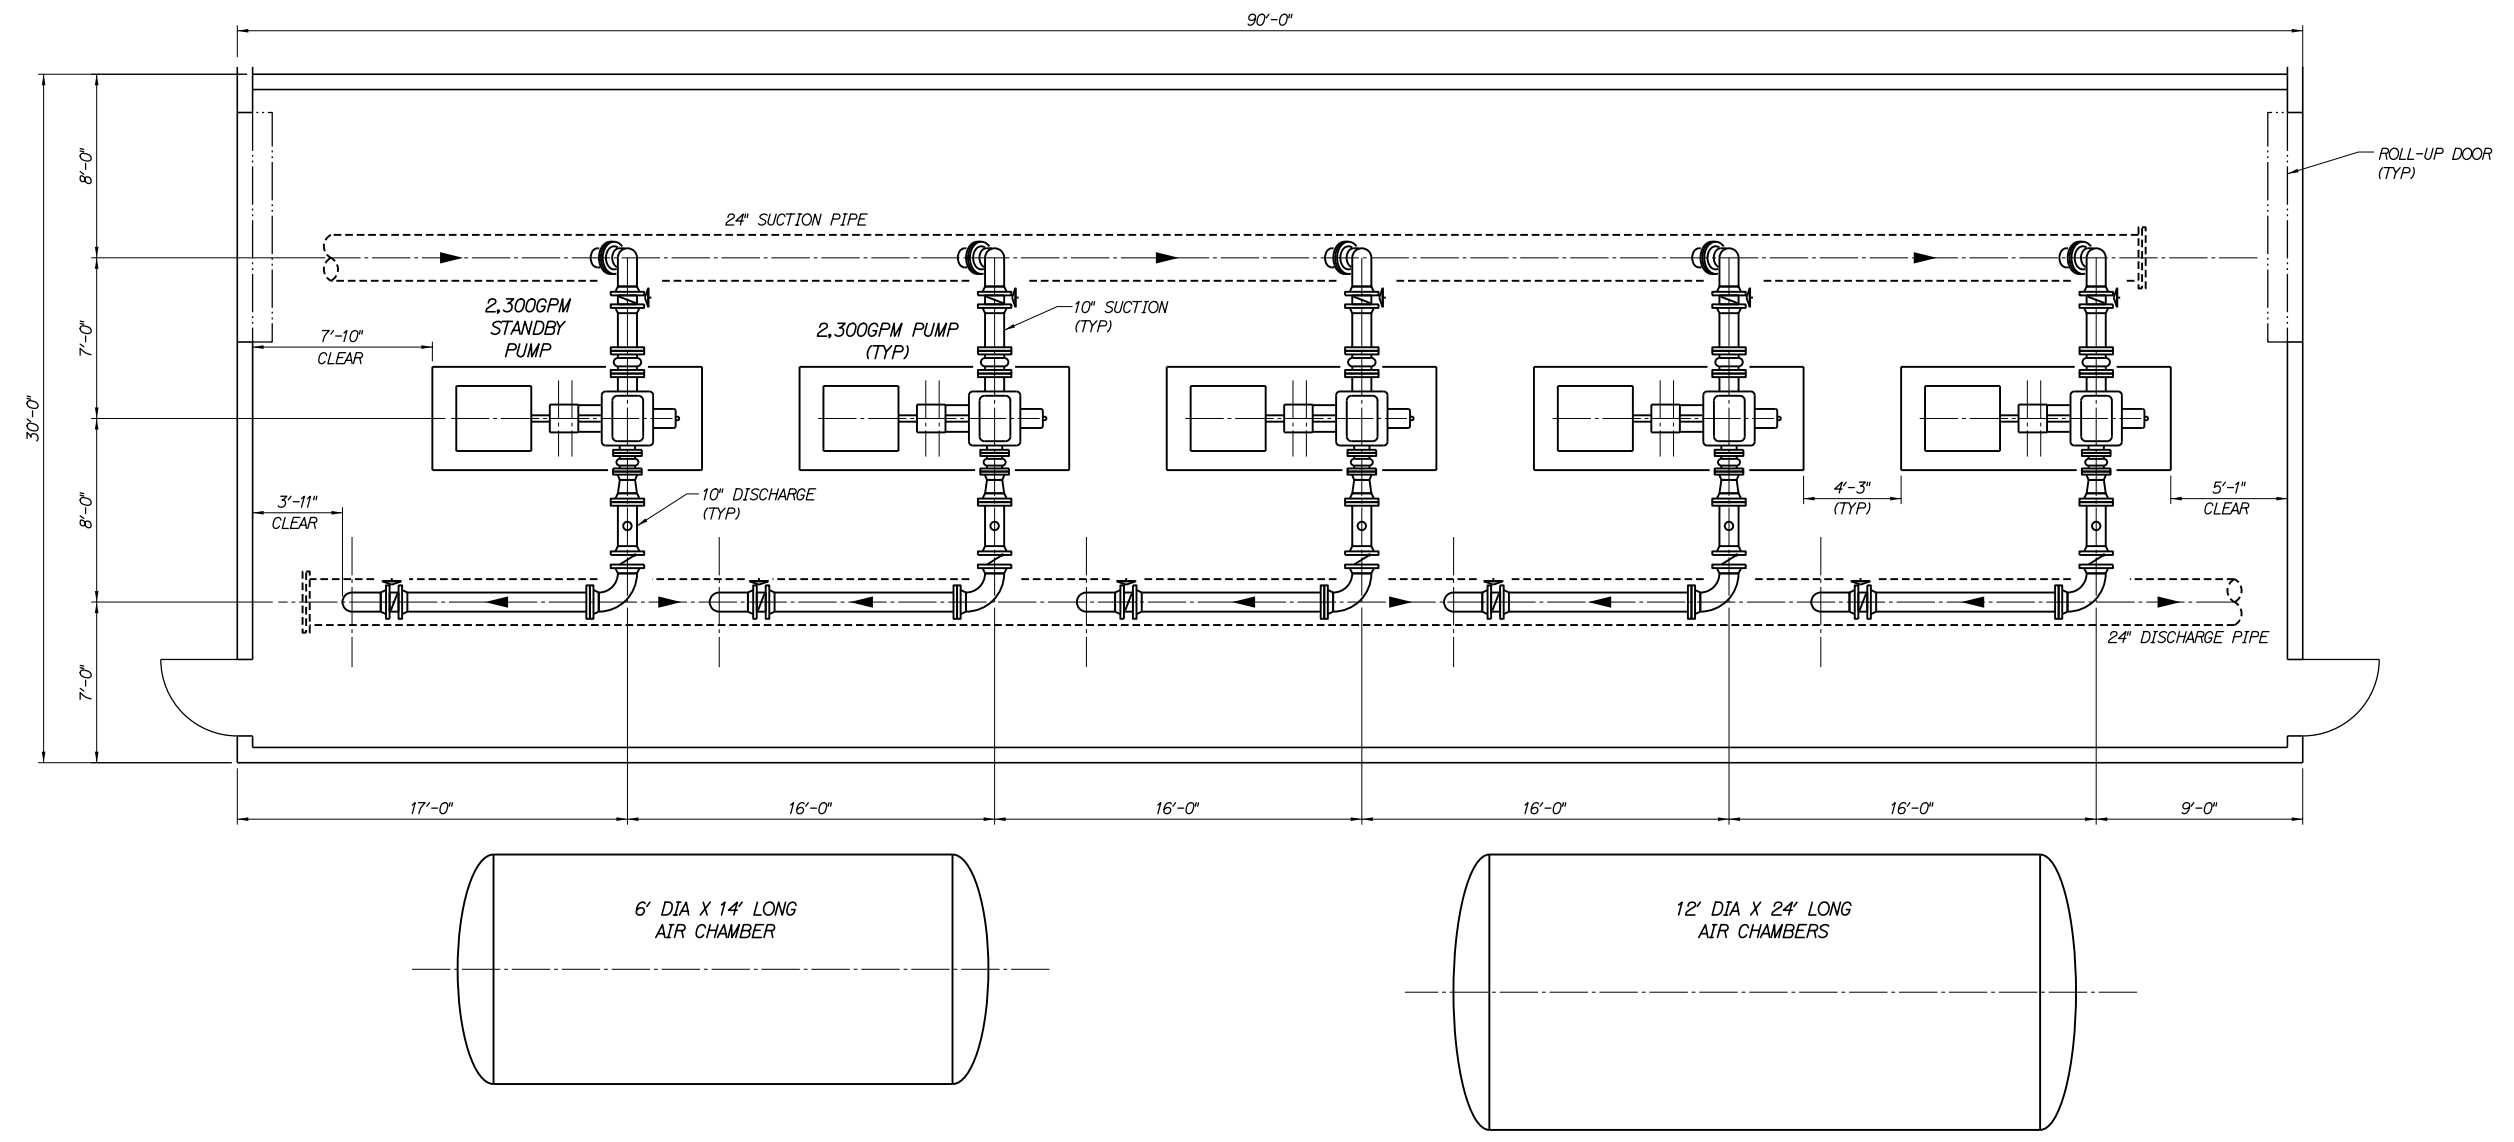 90'-0"
ROLL-UP DOOR
(TYP)
8'-0"
24" SUCTION PIPE
2,300GPM
STANDBY
PUMP
2,300GPM PUMP
(TYP)
10" SUCTION
(TYP)
7'-0"
7'-10"
CLEAR
30'-0"
8'-0"
3'-11"
CLEAR
10" DISCHARGE
(TYP)
4'-3"
(TYP)
5'-1"
CLEAR
24" DISCHARGE PIPE
7'-0"
17'-0"
16'-0"
16'-0"
16'-0"
16'-0"
9'-0"
6' DIA X 14' LONG
AIR CHAMBER
12' DIA X 24' LONG
AIR CHAMBERS